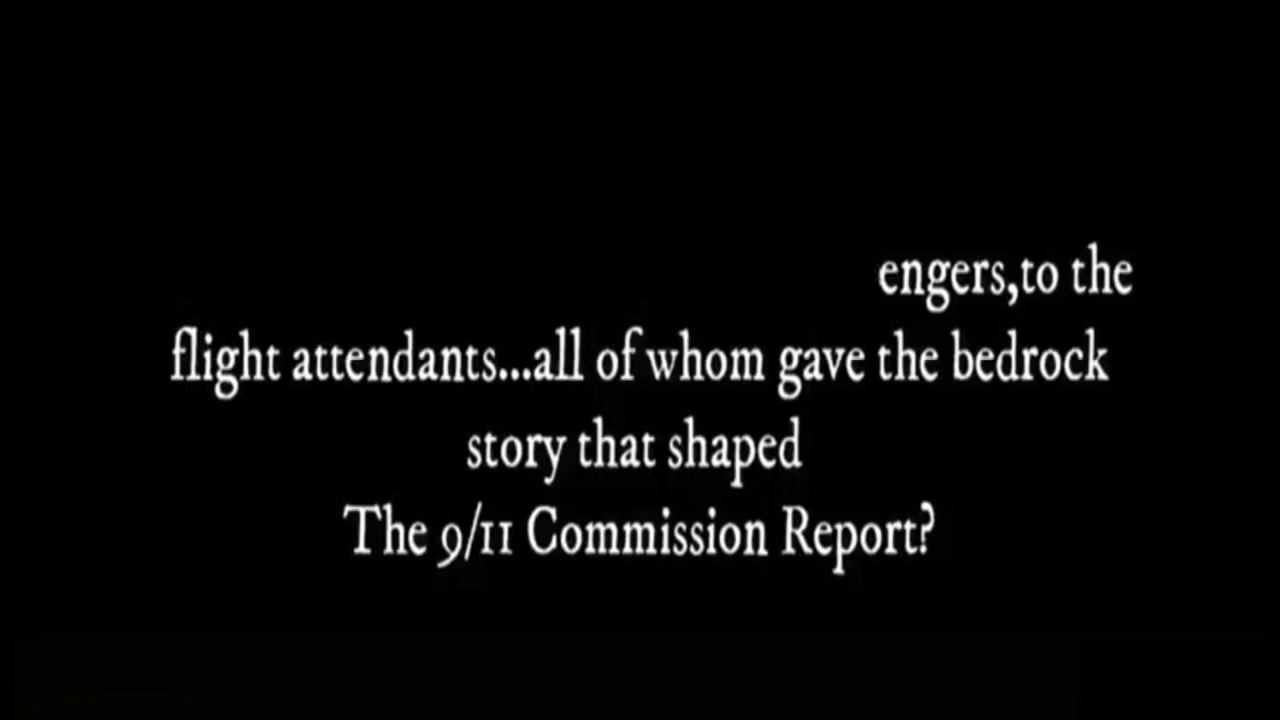 engers,to the
flight attendants...all of whom gave the bedrock
story that shaped
The 9/11 Commission Report?